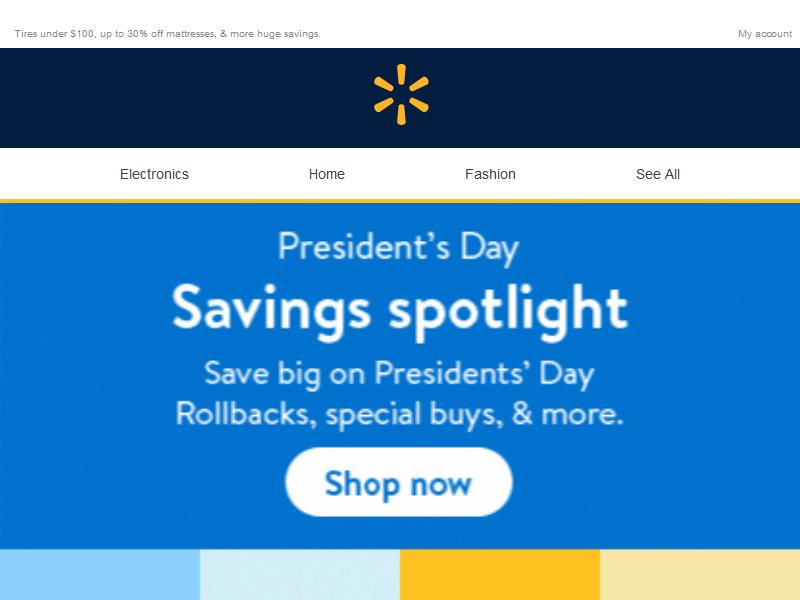 Tires under $100, up to 30% off mattresses, & more huge savings.
My account
Electronics
Home
Fashion
See All
President’s Day
Savings spotlight
Save big on Presidents’ Day
Rollbacks, special buys, & more.
Shop now